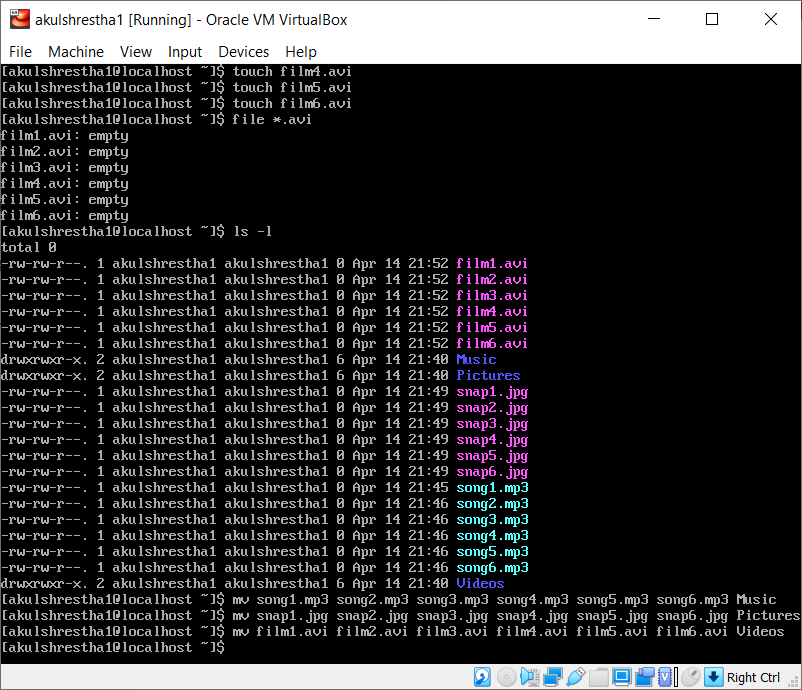 akulshrestha1 [Running] - Oracle VM VirtualBox
File Machine View Input Devices Help
[akulshrestha1@localhost ~]$ touch film4.avi
[akulshrestha1@localhost ~]$ touch film5.avi
[akulshrestha1@localhost ~]$ touch film6.avi
[akulshrestha1@localhost ~]$ file *.avi
film1.avi: empty
film2.avi: empty
film3.avi: empty
film4.avi: empty
film5.avi: empty
film6.avi: empty
[akulshrestha1@localhost ~]$ ls -l
total 0
-rw-rw-r--. 1 akulshrestha1 akulshrestha1 0 Apr 14 21:52 film1.avi
-rw-rw-r--. 1 akulshrestha1 akulshrestha1 0 Apr 14 21:52 film2.avi
-rw-rw-r--. 1 akulshrestha1 akulshrestha1 0 Apr 14 21:52 film3.avi
-rw-rw-r--. 1 akulshrestha1 akulshrestha1 0 Apr 14 21:52 film4.avi
-rw-rw-r--. 1 akulshrestha1 akulshrestha1 0 Apr 14 21:52 film5.avi
-rw-rw-r--. 1 akulshrestha1 akulshrestha1 0 Apr 14 21:52 film6.avi
drwxrwxr-x. 2 akulshrestha1 akulshrestha1 6 Apr 14 21:40 Music
drwxrwxr-x. 2 akulshrestha1 akulshrestha1 6 Apr 14 21:40 Pictures
-rw-rw-r--. 1 akulshrestha1 akulshrestha1 0 Apr 14 21:49 snap1.jpg
-rw-rw-r--. 1 akulshrestha1 akulshrestha1 0 Apr 14 21:49 snap2.jpg
-rw-rw-r--. 1 akulshrestha1 akulshrestha1 0 Apr 14 21:49 snap3.jpg
-rw-rw-r--. 1 akulshrestha1 akulshrestha1 0 Apr 14 21:49 snap4.jpg
-rw-rw-r--. 1 akulshrestha1 akulshrestha1 0 Apr 14 21:49 snap5.jpg
-rw-rw-r--. 1 akulshrestha1 akulshrestha1 0 Apr 14 21:49 snap6.jpg
-rw-rw-r--. 1 akulshrestha1 akulshrestha1 0 Apr 14 21:45 song1.mp3
-rw-rw-r--. 1 akulshrestha1 akulshrestha1 0 Apr 14 21:46 song2.mp3
-rw-rw-r--. 1 akulshrestha1 akulshrestha1 0 Apr 14 21:46 song3.mp3
-rw-rw-r--. 1 akulshrestha1 akulshrestha1 0 Apr 14 21:46 song4.mp3
-rw-rw-r--. 1 akulshrestha1 akulshrestha1 0 Apr 14 21:46 song5.mp3
-rw-rw-r--. 1 akulshrestha1 akulshrestha1 0 Apr 14 21:46 song6.mp3
drwxrwxr-x. 2 akulshrestha1 akulshrestha1 6 Apr 14 21:40 Videos
[akulshrestha1@localhost ~]$ mv song1.mp3 song2.mp3 song3.mp3 song4.mp3 song5.mp3 song6.mp3 Music
[akulshrestha1@localhost ~]$ mv snap1.jpg snap2.jpg snap3.jpg snap4.jpg snap5.jpg snap6.jpg Pictures
[akulshrestha1@localhost ~]$ mv film1.avi film2.avi film3.avi film4.avi film5.avi film6.avi Videos
[akulshrestha1@localhost ~]$
Right Ctrl